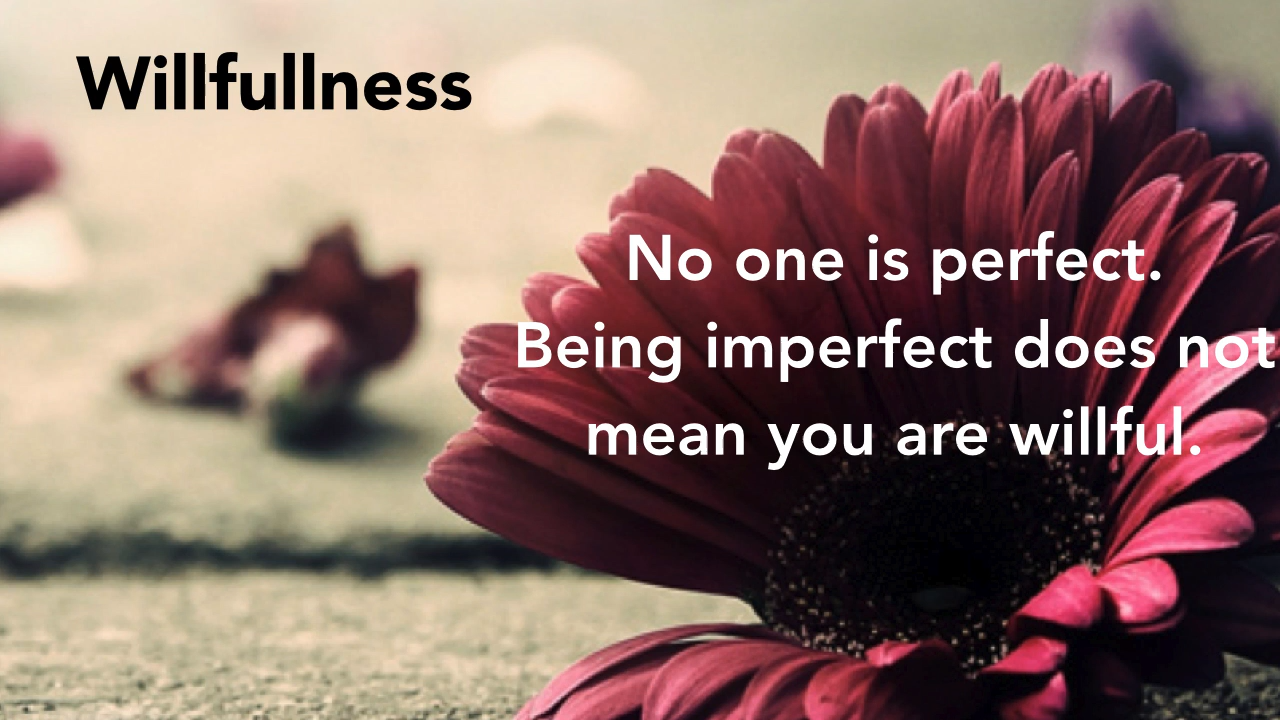 Willfullness
No one is perfect.
Being imperfect does not
mean you are willful.